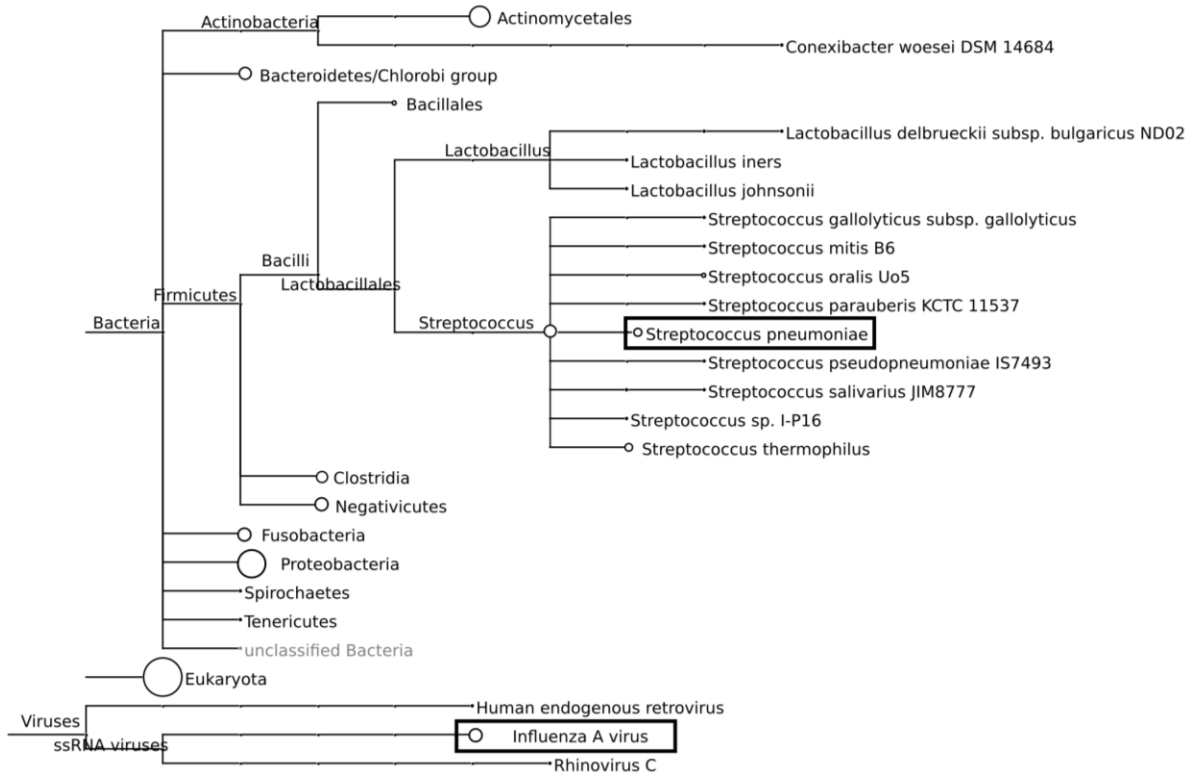 Actinobacteria
Actinomycetales
Conexibacter woesei DSM 14684
Bacteroidetes/Chlorobi group
Bacillales
Lactobacillus delbrueckii subsp. bulgaricus ND02
Lactobacillus
Lactobacillus iners
Lactobacillus johnsonii
Streptococcus gallolyticus subsp. gallolyticus
Streptococcus mitis B6
Bacilli
Streptococcus oralis Uo5
Lactobacillales
Firmicutes
Streptococcus parauberis KCTC 11537
Bacteria
Streptococcus
Streptococcus pneumoniae
Streptococcus pseudopneumoniae IS7493
Streptococcus salivarius JIM8777
Streptococcus sp. I-P16
Streptococcus thermophilus
Clostridia
Negativicutes
Fusobacteria
Proteobacteria
Spirochaetes
Tenericutes
unclassified Bacteria
Eukaryota
Human endogenous retrovirus
Viruses
Influenza A virus
ssRNA viruses
Rhinovirus C